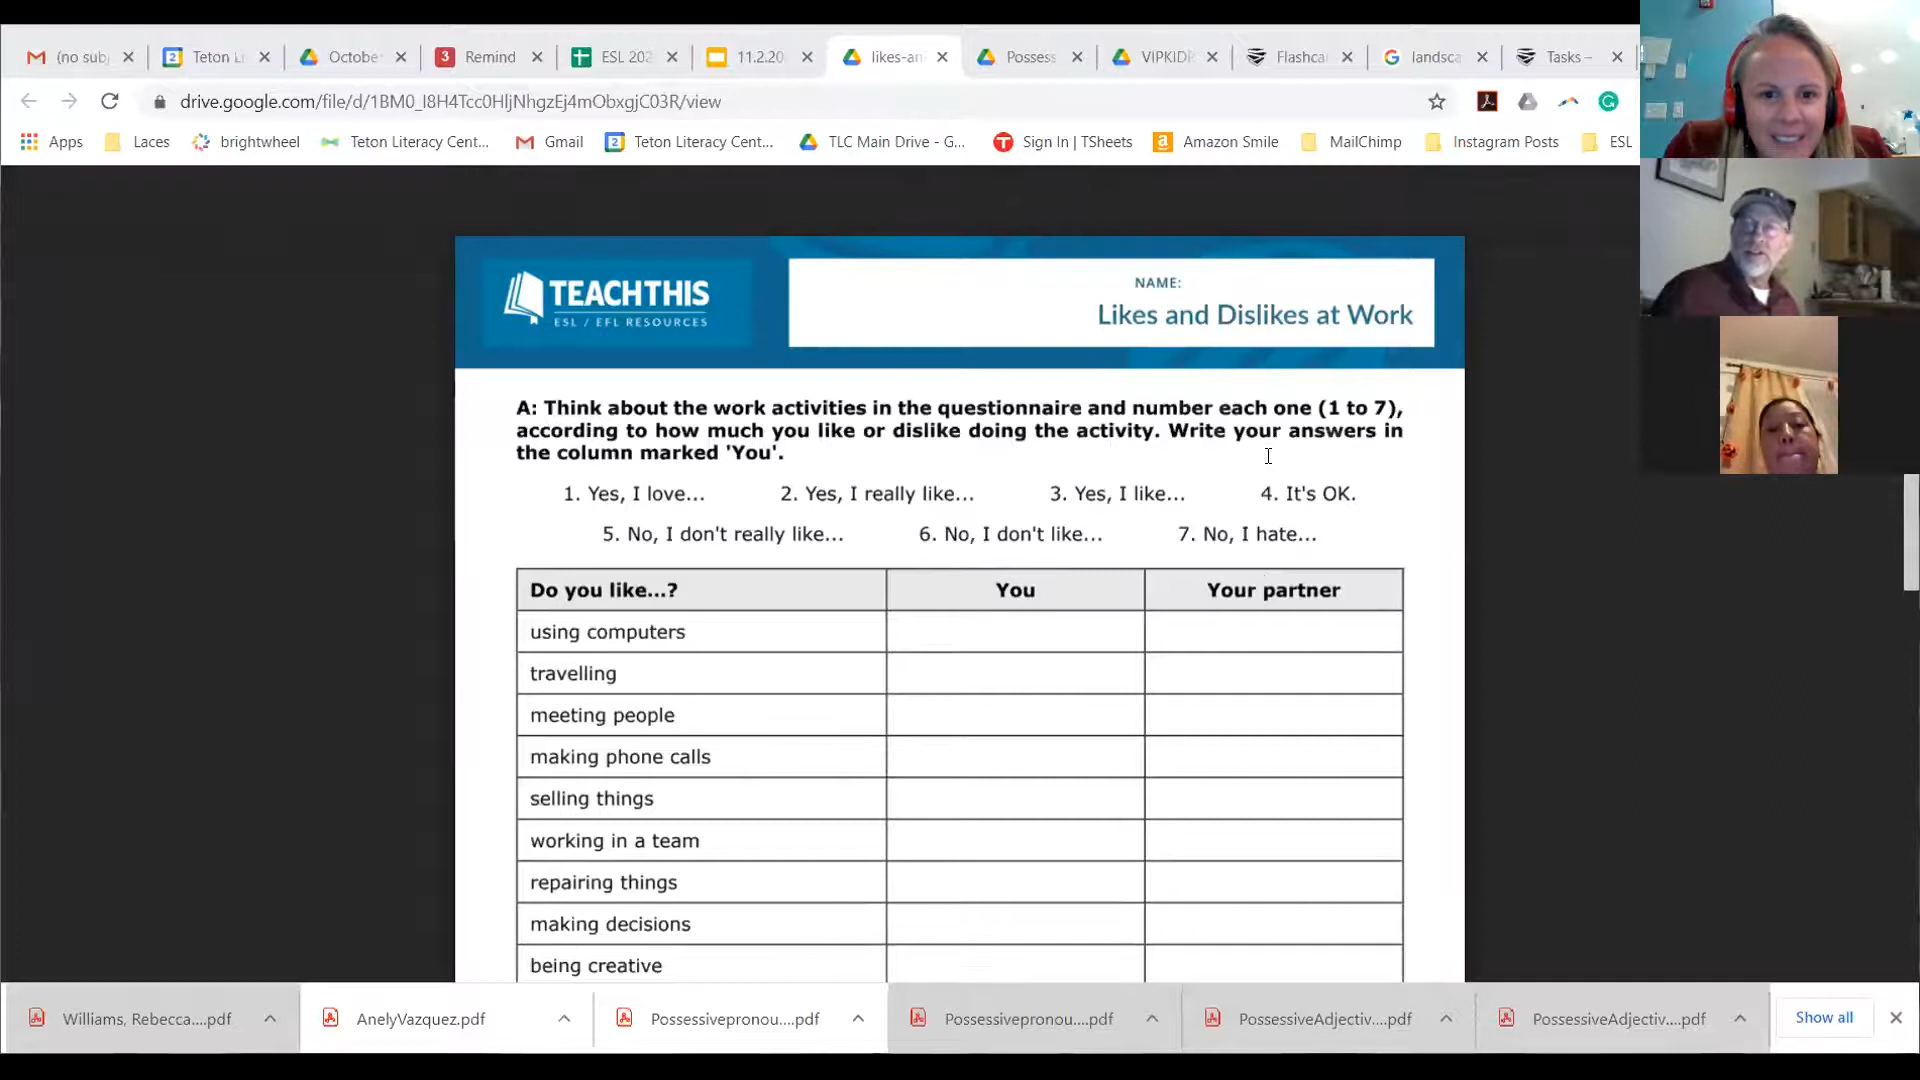 (no sub
Teton Li
Octobe
Remind
ESL 202
11.2.20
likes-an
Possess
VIPKIDP
Flashca
landsca
Tasks –
drive.google.com/file/d/1BM0_I8H4Tcc0HljNhgzEj4mObxgjC03R/view
Apps
Laces
brightwheel
Teton Literacy Cent...
Gmail
Teton Literacy Cent...
TLC Main Drive - G...
Sign In | TSheets
Amazon Smile
MailChimp
Instagram Posts
ESL
TEACHTHIS
ESL / EFL RESOURCES
NAME:
Likes and Dislikes at Work
A: Think about the work activities in the questionnaire and number each one (1 to 7),
according to how much you like or dislike doing the activity. Write your answers in
the column marked 'You'.
1. Yes, I love... 2. Yes, I really like... 3. Yes, I like... 4. It's OK.
5. No, I don't really like... 6. No, I don't like... 7. No, I hate...
Do you like...? You Your partner
using computers
travelling
meeting people
making phone calls
selling things
working in a team
repairing things
making decisions
being creative
Williams, Rebecca....pdf
AnelyVazquez.pdf
Possessivepronou....pdf
Possessivepronou....pdf
PossessiveAdjectiv....pdf
PossessiveAdjectiv....pdf
Show all